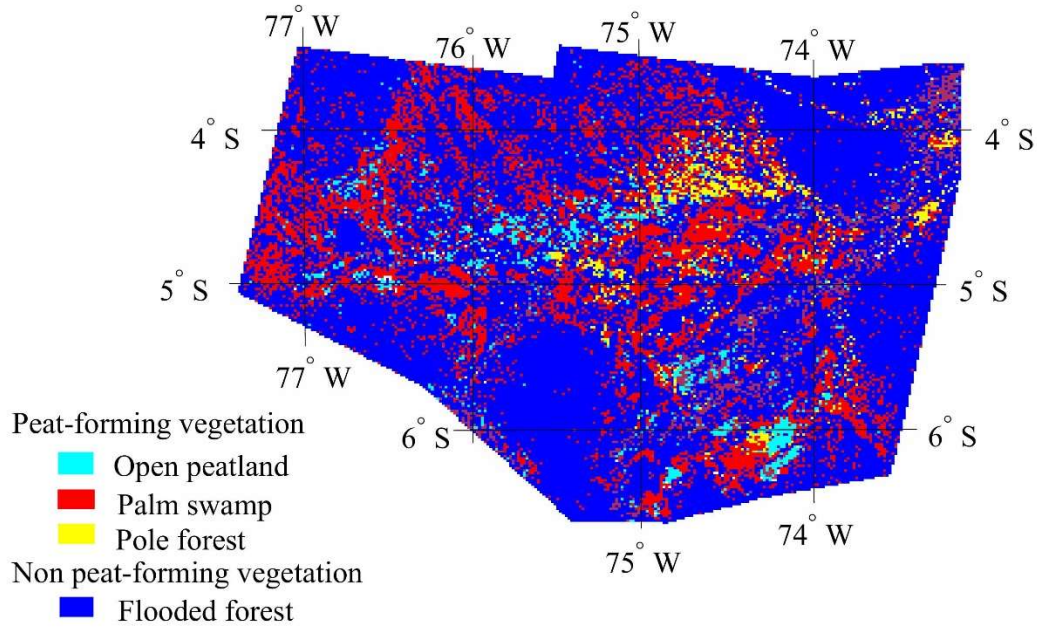 77° W
76° W
75° W
74° W
4° S
4° S
5° S
5° S
77° W
6° S
6° S
76° W
75° W
74° W
Peat-forming vegetation
Open peatland
Palm swamp
Pole forest
Non peat-forming vegetation
Flooded forest